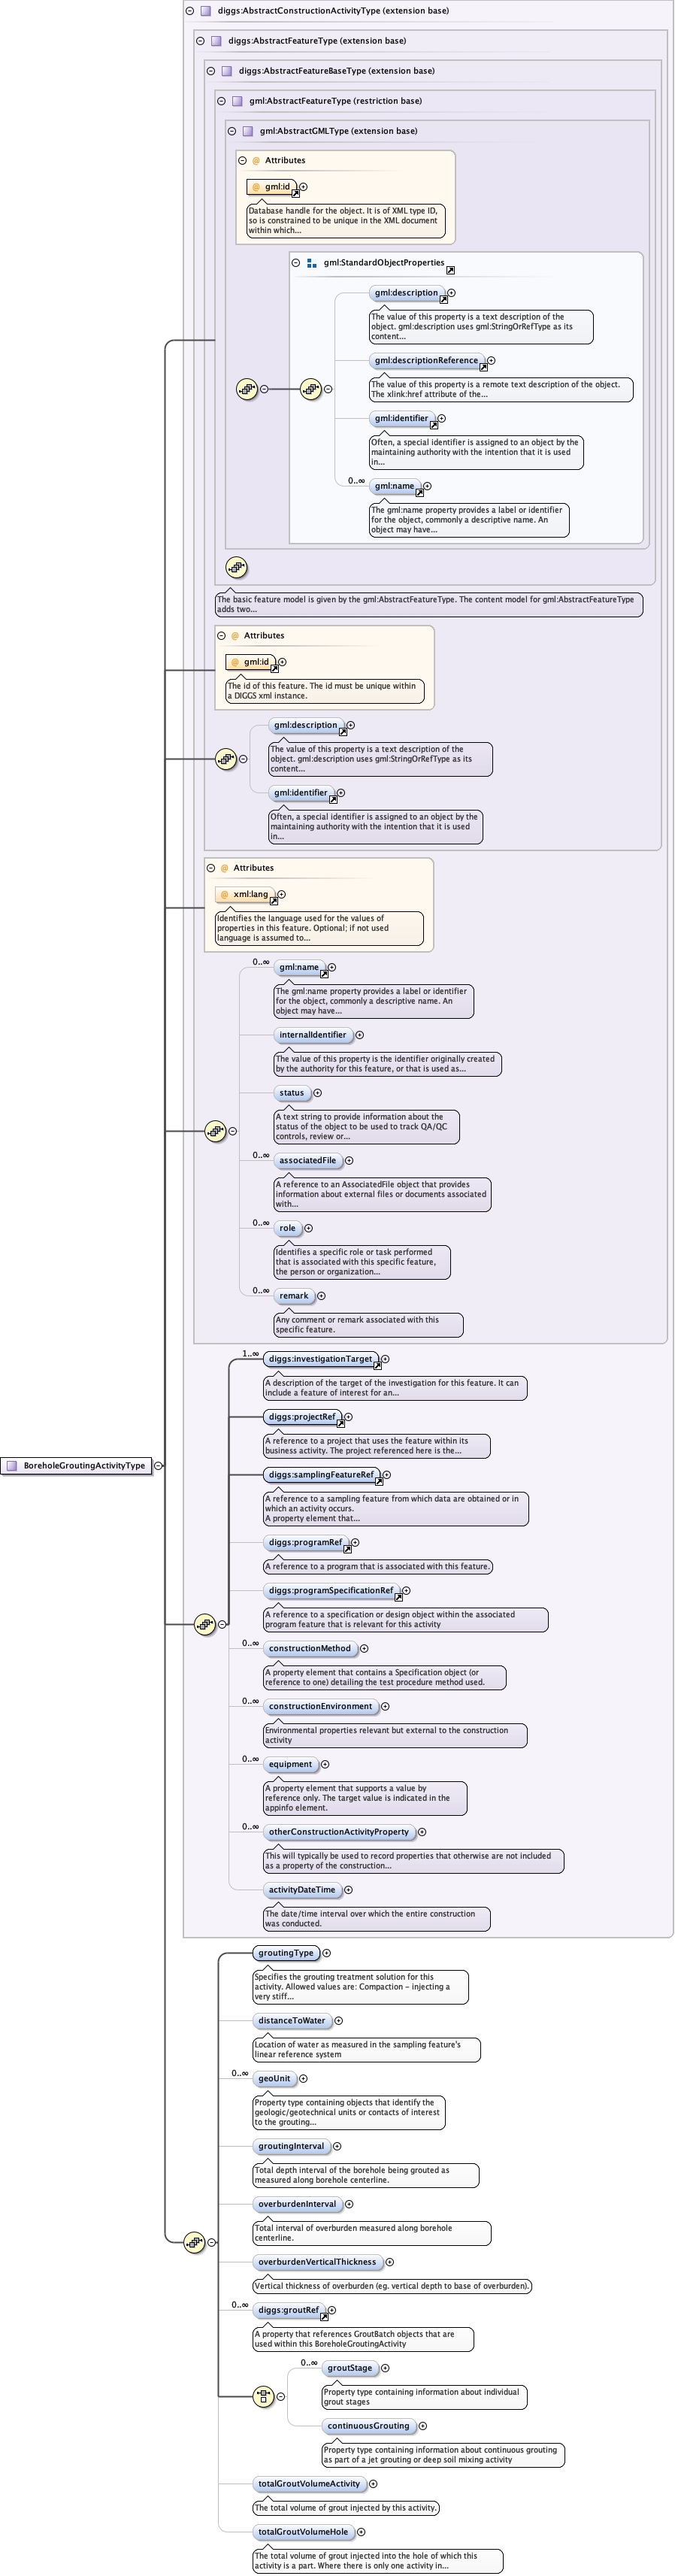 diggs:AbstractConstructionActivityType (extension base)
diggs:AbstractFeatureType (extension base)
diggs:AbstractFeatureBaseType (extension base)
gml:AbstractFeatureType (restriction base)
gml:AbstractGMLType (extension base)
@ Attributes
@ gml:id
Database handle for the object. It is of XML type ID,
so is constrained to be unique in the XML document
within which...
gml:StandardObjectProperties
gml:description
The value of this property is a text description of the
object. gml:description uses gml:StringOrRefType as its
content...
gml:descriptionReference
The value of this property is a remote text description of the object.
The xlink:href attribute of the...
gml:identifier
Often, a special identifier is assigned to an object by the
maintaining authority with the intention that it is used
in...
0..∞
gml:name
The gml:name property provides a label or identifier
for the object, commonly a descriptive name. An
object may have...
The basic feature model is given by the gml:AbstractFeatureType. The content model for gml:AbstractFeatureType
adds two...
@ Attributes
@ gml:id
The id of this feature. The id must be unique within
a DIGGS xml instance.
gml:description
The value of this property is a text description of the
object. gml:description uses gml:StringOrRefType as its
content...
gml:identifier
Often, a special identifier is assigned to an object by the
maintaining authority with the intention that it is used
in...
@ Attributes
@ xml:lang
Identifies the language used for the values of
properties in this feature. Optional; if not used
language is assumed to...
0..∞
gml:name
The gml:name property provides a label or identifier
for the object, commonly a descriptive name. An
object may have...
internalIdentifier
The value of this property is the identifier originally created
by the authority for this feature, or that is used as...
status
A text string to provide information about the
status of the object to be used to track QA/QC
controls, review or...
0..∞
associatedFile
A reference to an AssociatedFile object that provides
information about external files or documents associated
with...
0..∞
role
Identifies a specific role or task performed
that is associated with this specific feature,
the person or organization...
0..∞
remark
Any comment or remark associated with this
specific feature.
1..∞
diggs:investigationTarget
A description of the target of the investigation for this feature. It can
include a feature of interest for an...
diggs:projectRef
A reference to a project that uses the feature within its
business activity. The project referenced here is the...
BoreholeGroutingActivityType
diggs:samplingFeatureRef
A reference to a sampling feature from which data are obtained or in
which an activity occurs.
A property element that...
diggs:programRef
A reference to a program that is associated with this feature.
diggs:programSpecificationRef
A reference to a specification or design object within the associated
program feature that is relevant for this activity
0..∞
constructionMethod
A property element that contains a Specification object (or
reference to one) detailing the test procedure method used.
0..∞
constructionEnvironment
Environmental properties relevant but external to the construction
activity
0..∞
equipment
A property element that supports a value by
reference only. The target value is indicated in the
appinfo element.
0..∞
otherConstructionActivityProperty
This will typically be used to record properties that otherwise are not included
as a property of the construction...
activityDateTime
The date/time interval over which the entire construction
was conducted.
groutingType
Specifies the grouting treatment solution for this
activity. Allowed values are: Compaction - injecting a
very stiff...
distanceToWater
Location of water as measured in the sampling feature's
linear reference system
0..∞
geoUnit
Property type containing objects that identify the
geologic/geotechnical units or contacts of interest
to the grouting...
groutingInterval
Total depth interval of the borehole being grouted as
measured along borehole centerline.
overburdenInterval
Total interval of overburden measured along borehole
centerline.
overburdenVerticalThickness
Vertical thickness of overburden (eg. vertical depth to base of overburden).
0..∞
diggs:groutRef
A property that references GroutBatch objects that are
used within this BoreholeGroutingActivity
0..∞
groutStage
Property type containing information about individual
grout stages
continuousGrouting
Property type containing information about continuous grouting
as part of a jet grouting or deep soil mixing activity
totalGroutVolumeActivity
The total volume of grout injected by this activity.
totalGroutVolumeHole
The total volume of grout injected into the hole of which this
activity is a part. Where there is only one activity in...